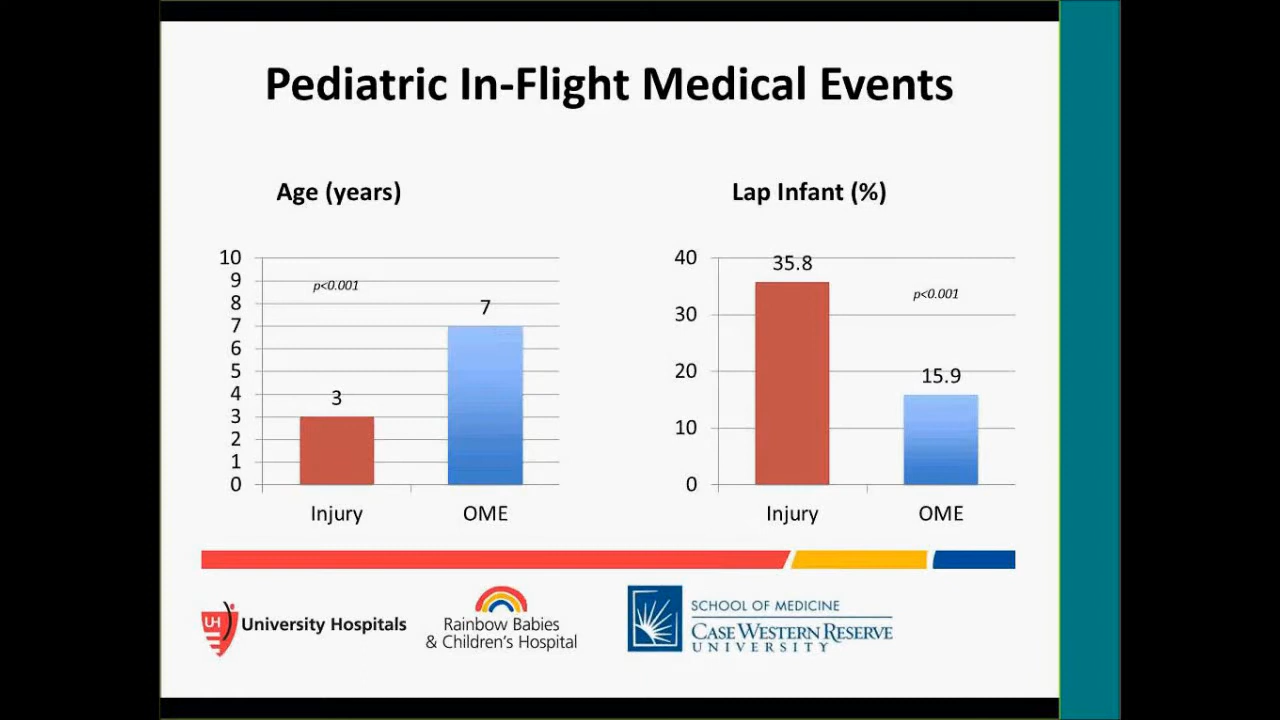 Pediatric In-Flight Medical Events
Age (years)
10
9
8
7
6
5
4
3
2
1
0
p<0.001
3
7
Injury
OME
Lap Infant (%)
40
30
20
10
0
35.8
p<0.001
15.9
Injury
OME
UH
University Hospitals
Rainbow Babies
& Children's Hospital
SCHOOL OF MEDICINE
CASE WESTERN RESERVE
UNIVERSITY